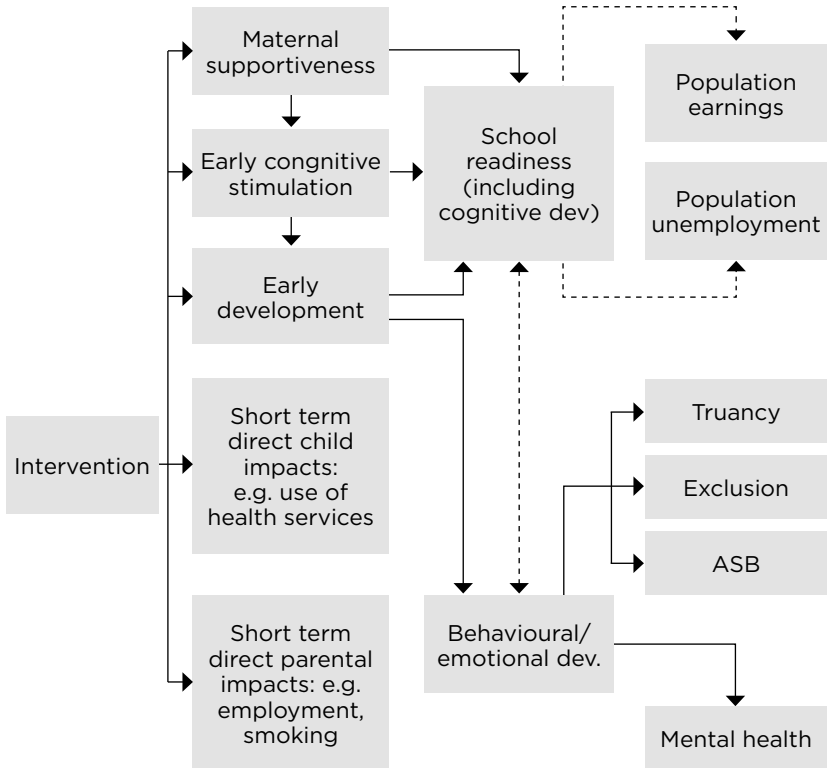 Maternal
supportiveness
Early congnitive
stimulation
Early
development
Short term
direct child
impacts:
e.g. use of
health services
Short term
direct parental
impacts: e.g.
employment,
smoking
Intervention
School
readiness
(including
cognitive dev)
Behavioural/
emotional dev.
Population
earnings
Population
unemployment
Truancy
Exclusion
ASB
Mental health